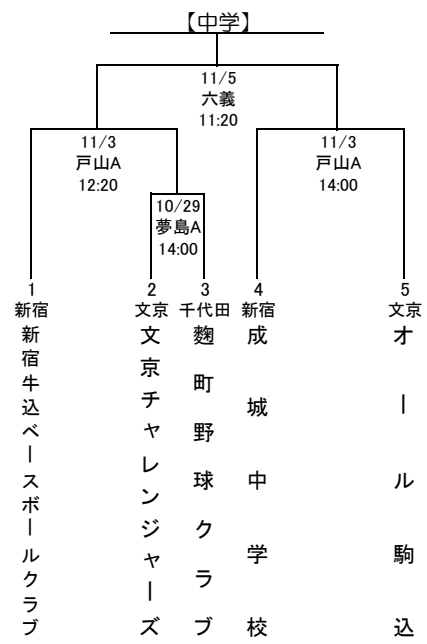 【中学】
11/5
六義
11:20
11/3
戸山A
12:20
11/3
戸山A
14:00
10/29
夢島A
14:00
1
新宿
新宿牛込ベースボールクラブ
2
文京
文京チャレンジャーズ
3
千代田
麴町野球クラブ
4
新宿
成城中学校
5
文京
オール駒込